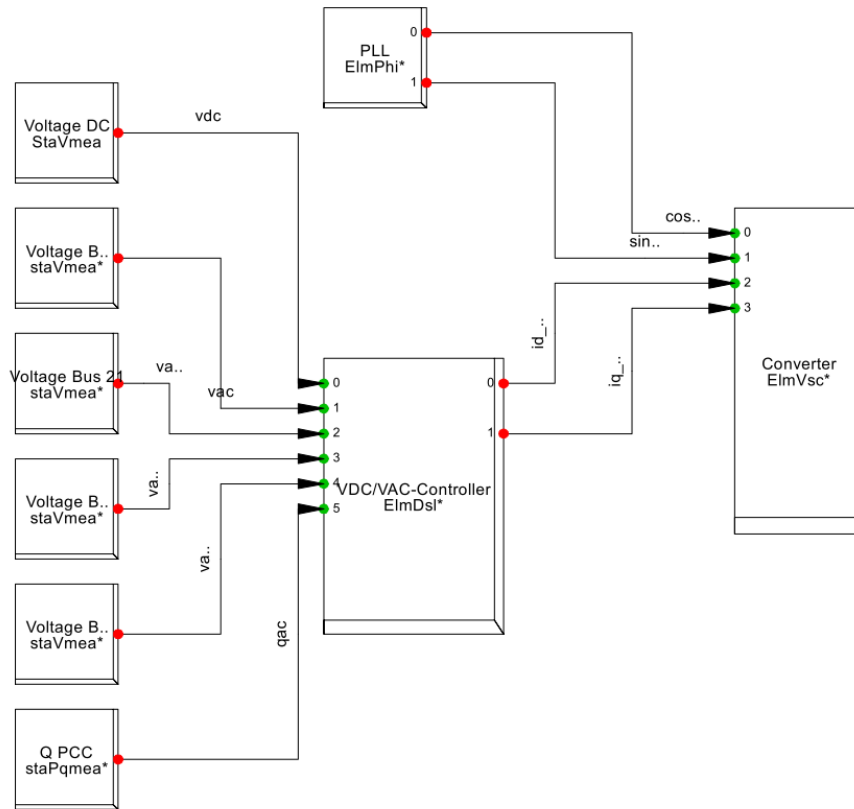 0
PLL
ElmPhi*
1
Voltage DC
StaVmea
vdc
cos..
0
Voltage B..
staVmea*
sin..
1
2
3
id_..
iq_..
Converter
ElmVsc*
Voltage Bus 21
staVmea*
va..
vac
0
1
2
3
4
5
0
1
VDC/VAC-Controller
ElmDsl*
Voltage B..
staVmea*
va..
Voltage B..
staVmea*
va..
qac
Q PCC
staPqmea*